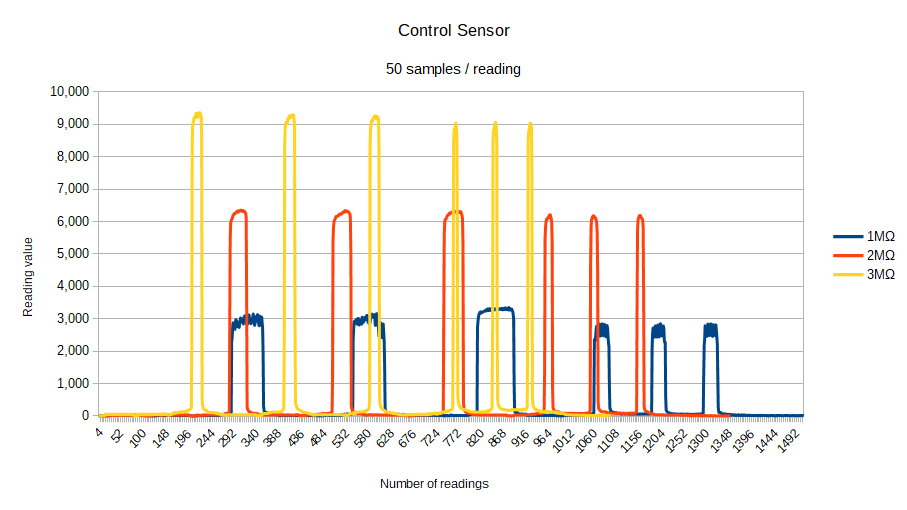 Control Sensor
50 samples / reading
10,000
9,000
8,000
7,000
6,000
5,000
4,000
3,000
2,000
1,000
0
Reading value
1MΩ
2MΩ
3MΩ
4 52 100 148 196 244 292 340 388 436 484 532 580 628 676 724 772 820 868 916 964 1012 1060 1108 1156 1204 1252 1300 1348 1396 1444 1492
Number of readings